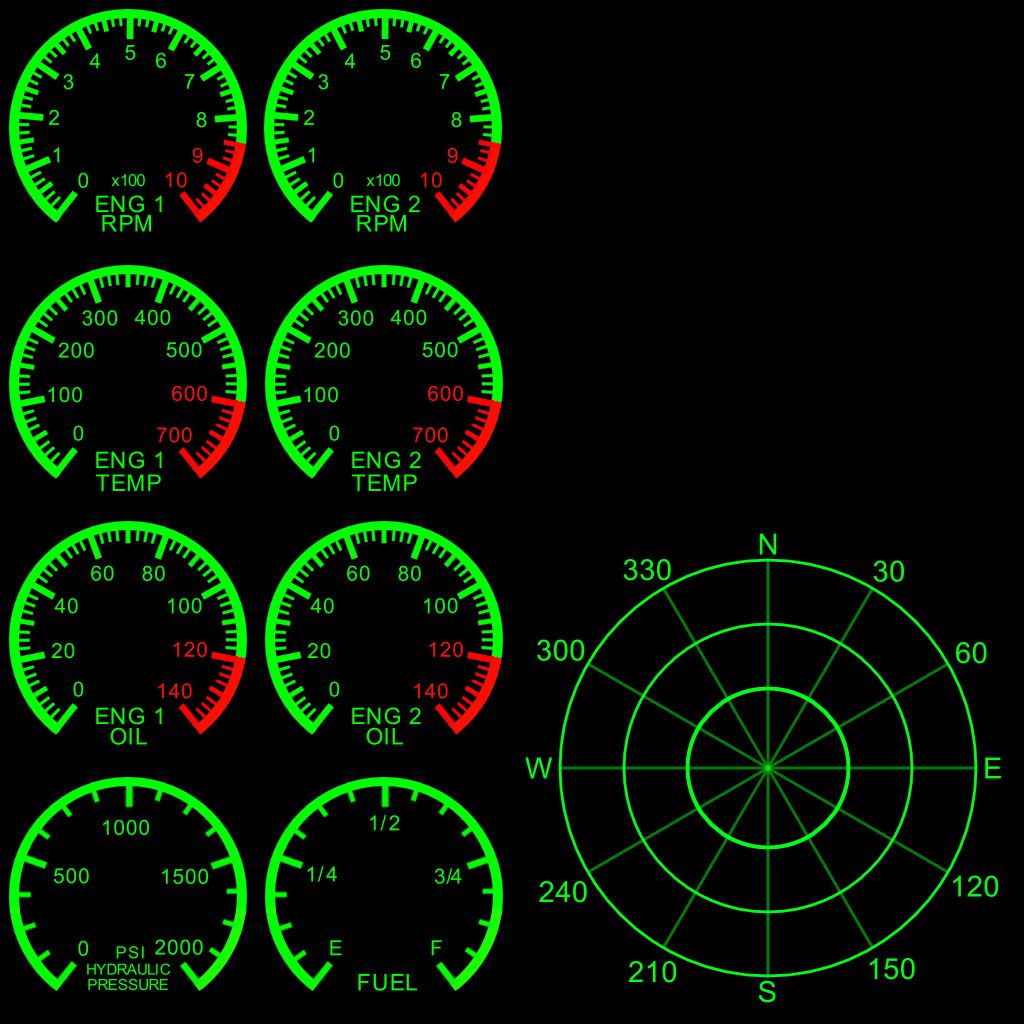 5
4 6
3 7
2 8
1 9
0 x100 10
ENG 1
RPM
5
4 6
3 7
2 8
1 9
0 x100 10
ENG 2
RPM
300 400
200 500
100 600
0 700
ENG 1
TEMP
300 400
200 500
100 600
0 700
ENG 2
TEMP
60 80
40 100
20 120
0 140
ENG 1
OIL
60 80
40 100
20 120
0 140
ENG 2
OIL
1000
500 1500
0 PSI 2000
HYDRAULIC
PRESSURE
1/2
1/4 3/4
E F
FUEL
N
330 30
300 60
W E
240 120
210 150
S